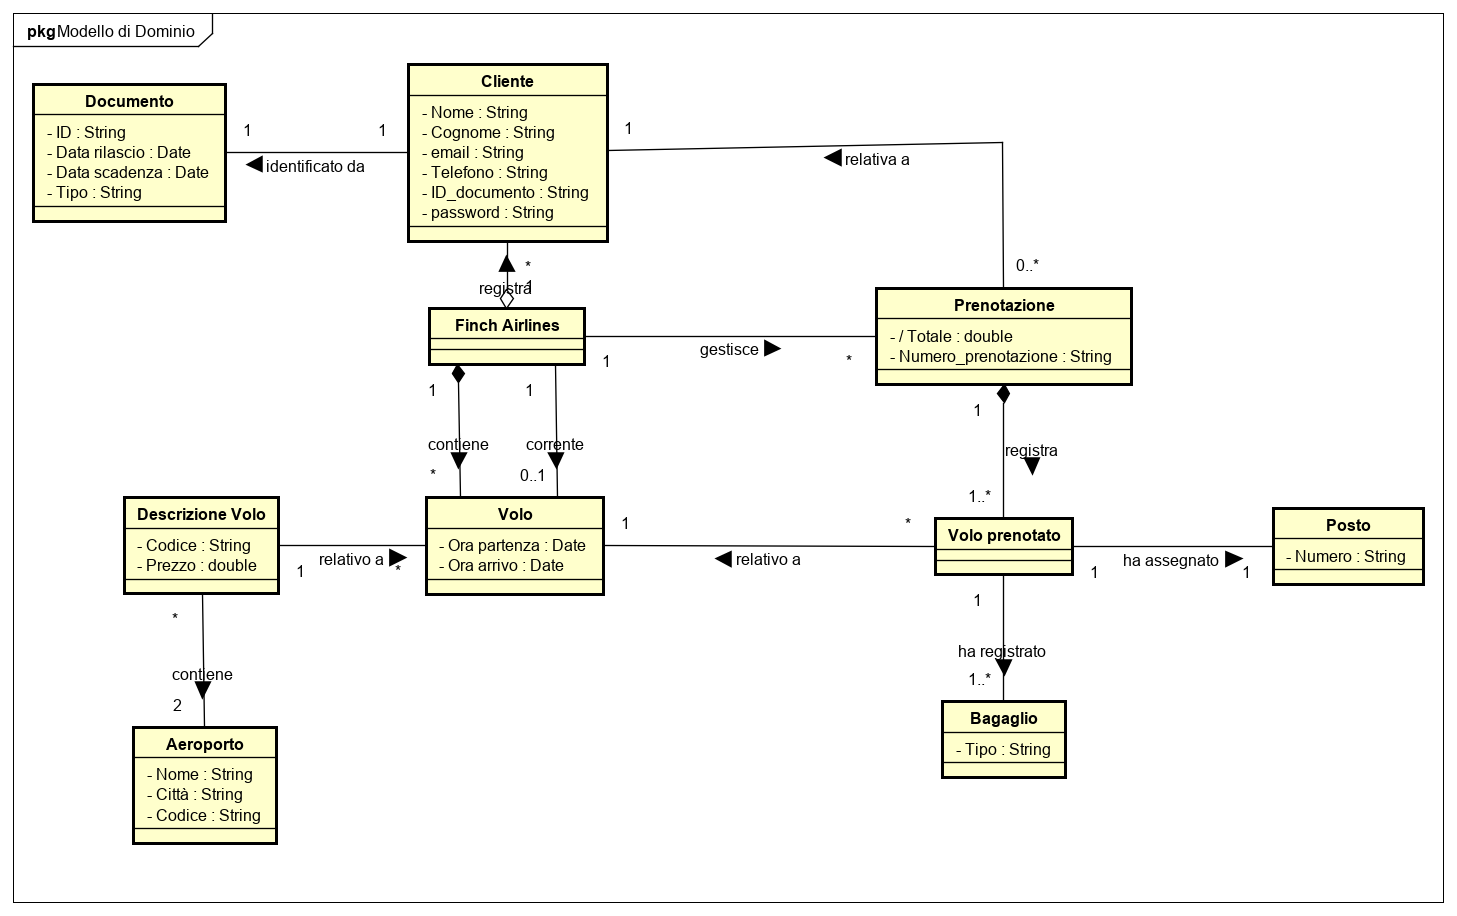 pkg Modello di Dominio
Documento
- ID : String
- Data rilascio : Date
- Data scadenza : Date
- Tipo : String
1
1
identificato da
Cliente
- Nome : String
- Cognome : String
- email : String
- Telefono : String
- ID_documento : String
- password : String
1
relativa a
0..*
*
registra
1
Finch Airlines
1
gestisce
*
Prenotazione
- / Totale : double
- Numero_prenotazione : String
1
contiene
*
1
corrente
0..1
1
registra
1..*
Descrizione Volo
- Codice : String
- Prezzo : double
1
relativo a
*
Volo
- Ora partenza : Date
- Ora arrivo : Date
1
relativo a
*
Volo prenotato
1
ha assegnato
1
Posto
- Numero : String
*
contiene
2
1
ha registrato
1..*
Aeroporto
- Nome : String
- Città : String
- Codice : String
Bagaglio
- Tipo : String